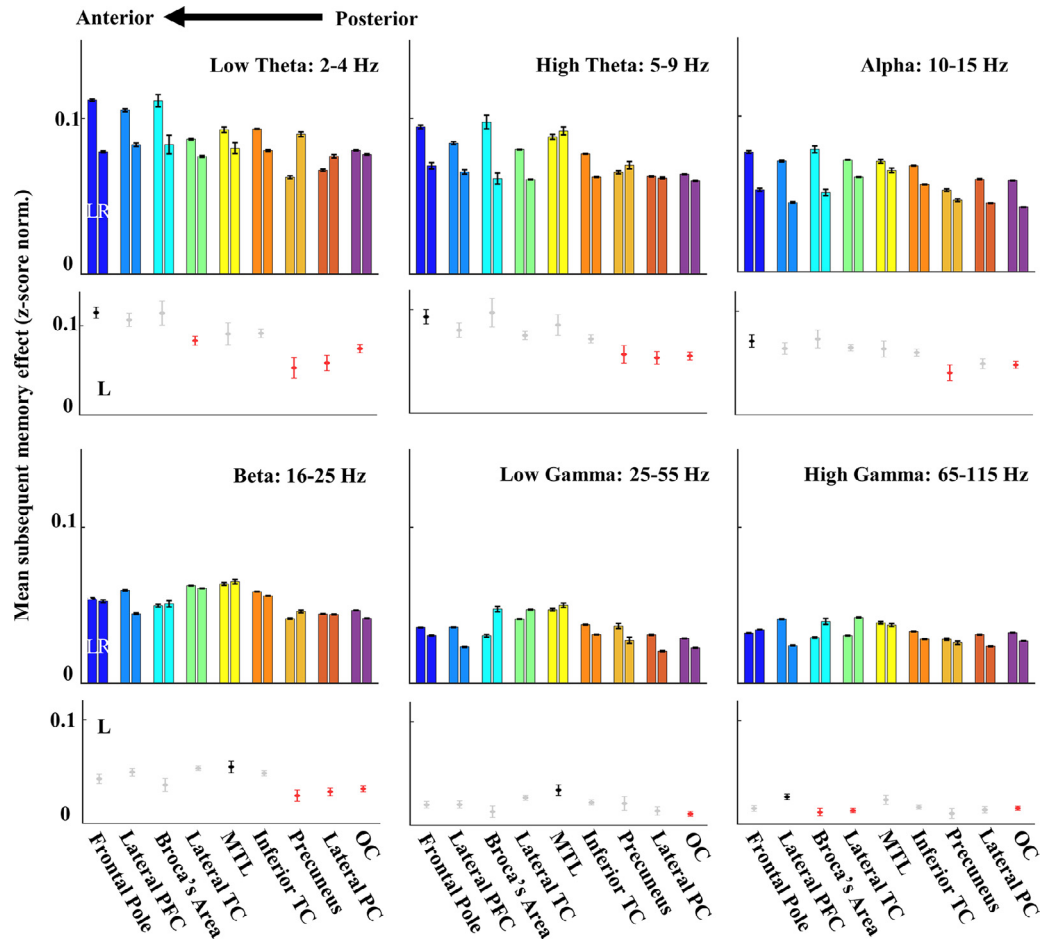 Anterior Posterior
Low Theta: 2-4 Hz
High Theta: 5-9 Hz
Alpha: 10-15 Hz
Mean subsequent memory effect (z-score norm.)
0.1
LR
0
0.1
L
0
Beta: 16-25 Hz
Low Gamma: 25-55 Hz
High Gamma: 65-115 Hz
0.1
LR
0
0.1
L
0
Frontal Pole
Lateral PFC
Broca's Area
Lateral TC
MTL
Inferior TC
Precuneus
Lateral PC
OC
Frontal Pole
Lateral PFC
Broca's Area
Lateral TC
MTL
Inferior TC
Precuneus
Lateral PC
OC
Frontal Pole
Lateral PFC
Broca's Area
Lateral TC
MTL
Inferior TC
Precuneus
Lateral PC
OC